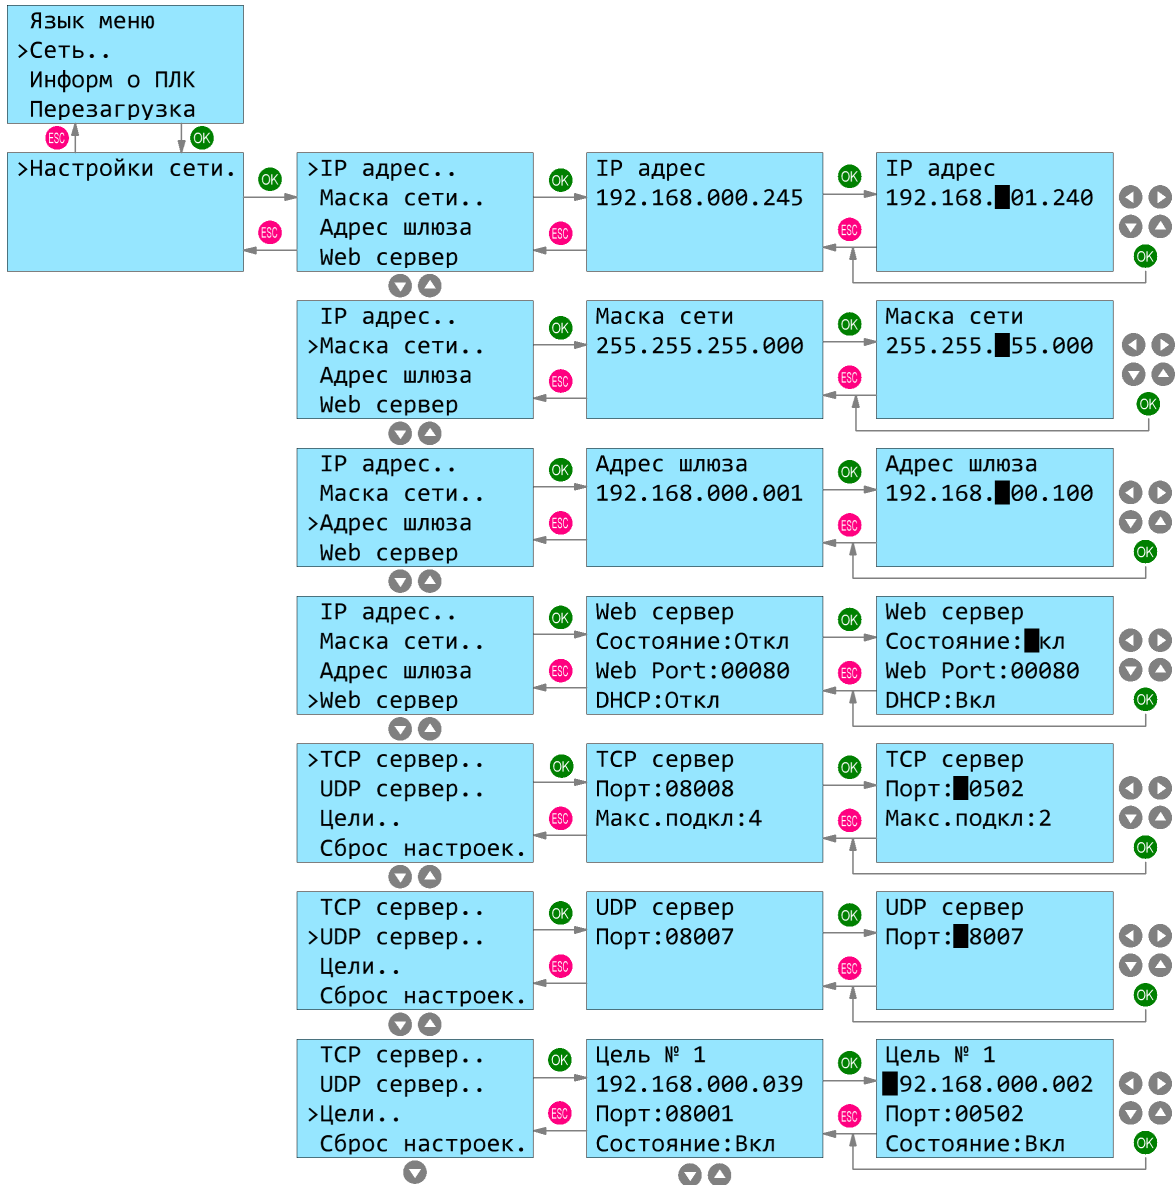 Язык меню
>Сеть..
Информ о ПЛК
Перезагрузка
ESC
OK
>Настройки сети.
OK
ESC
>IP адрес..
Маска сети..
Адрес шлюза
Web сервер
OK
ESC
IP адрес
192.168.000.245
OK
ESC
IP адрес
192.168.█01.240
OK
IP адрес..
>Маска сети..
Адрес шлюза
Web сервер
OK
ESC
Маска сети
255.255.255.000
OK
ESC
Маска сети
255.255.█55.000
OK
IP адрес..
Маска сети..
>Адрес шлюза
Web сервер
OK
ESC
Адрес шлюза
192.168.000.001
OK
ESC
Адрес шлюза
192.168.█00.100
OK
IP адрес..
Маска сети..
Адрес шлюза
>Web сервер
OK
ESC
Web сервер
Состояние:Откл
Web Port:00080
DHCP:Откл
OK
ESC
Web сервер
Состояние:█кл
Web Port:00080
DHCP:Вкл
OK
>TCP сервер..
UDP сервер..
Цели..
Сброс настроек.
OK
ESC
TCP сервер
Порт:08008
Макс.подкл:4
OK
ESC
TCP сервер
Порт:█0502
Макс.подкл:2
OK
TCP сервер..
>UDP сервер..
Цели..
Сброс настроек.
OK
ESC
UDP сервер
Порт:08007
OK
ESC
UDP сервер
Порт:█8007
OK
TCP сервер..
UDP сервер..
>Цели..
Сброс настроек.
OK
ESC
Цель № 1
192.168.000.039
Порт:08001
Состояние:Вкл
OK
ESC
Цель № 1
█92.168.000.002
Порт:00502
Состояние:Вкл
OK